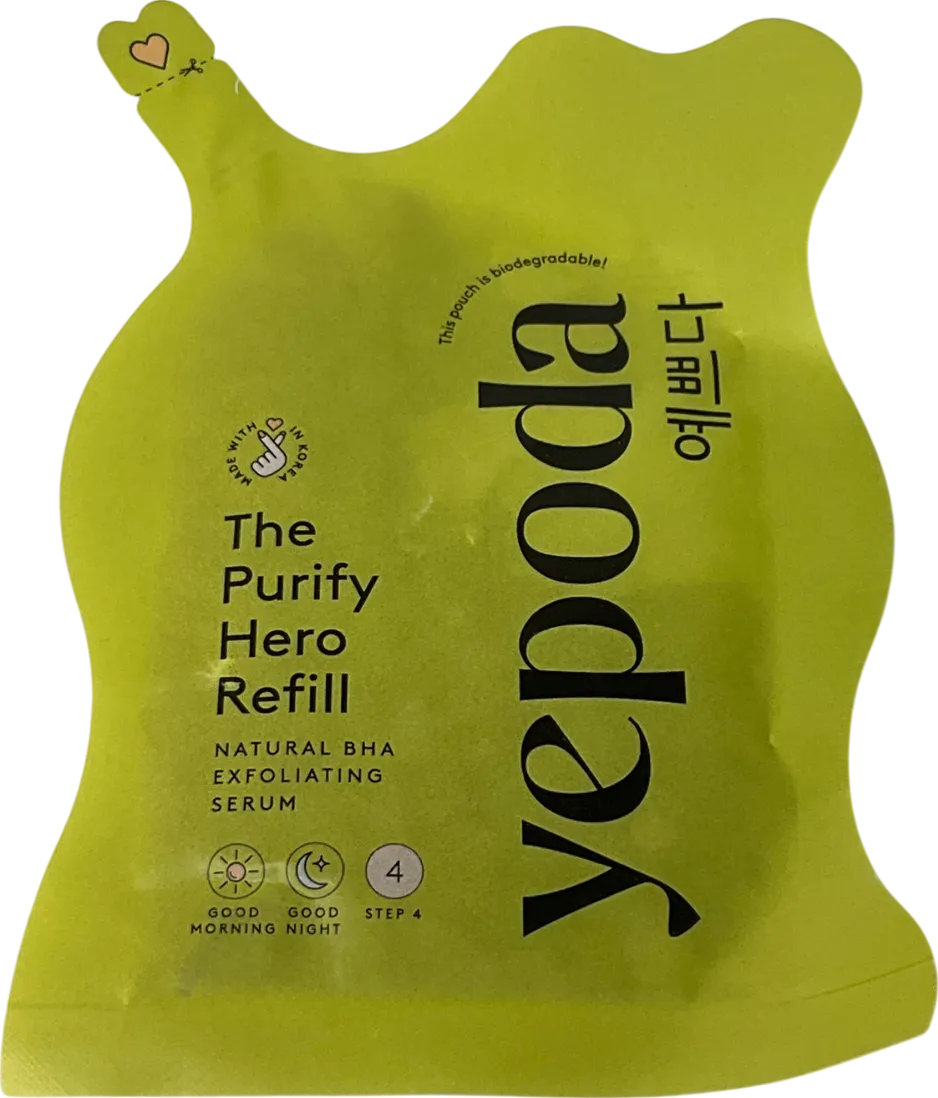 This pouch is biodegradable!
yepoda
예쁘다
MADE WITH IN KOREA
The
Purify
Hero
Refill
NATURAL BHA
EXFOLIATING
SERUM
4
GOOD MORNING
GOOD NIGHT
STEP 4